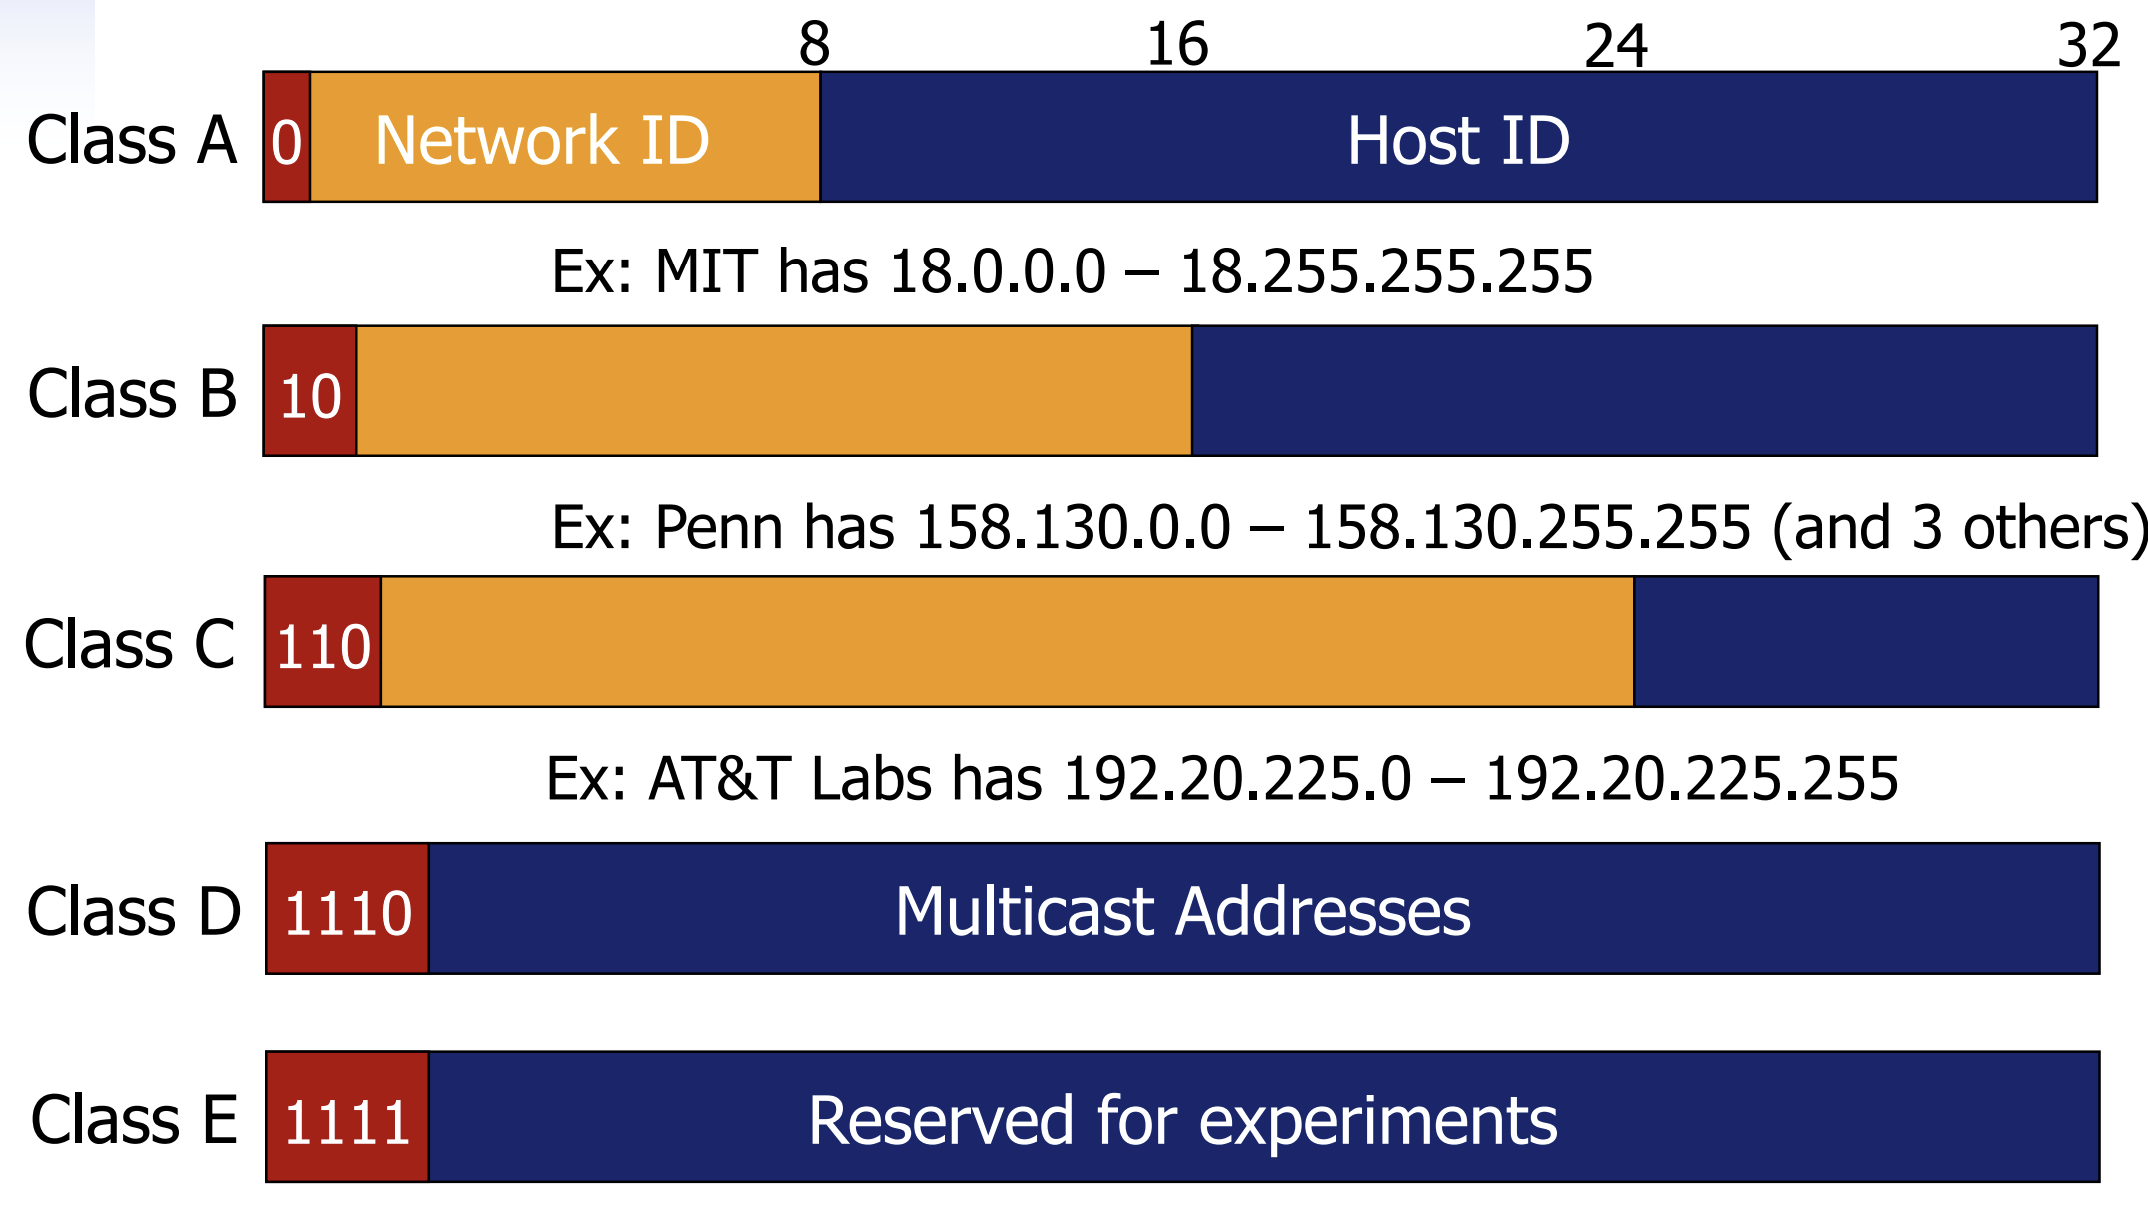 8 16 24 32
Class A 0 Network ID Host ID
Ex: MIT has 18.0.0.0 – 18.255.255.255
Class B 10
Ex: Penn has 158.130.0.0 – 158.130.255.255 (and 3 others)
Class C 110
Ex: AT&T Labs has 192.20.225.0 – 192.20.225.255
Class D 1110 Multicast Addresses
Class E 1111 Reserved for experiments